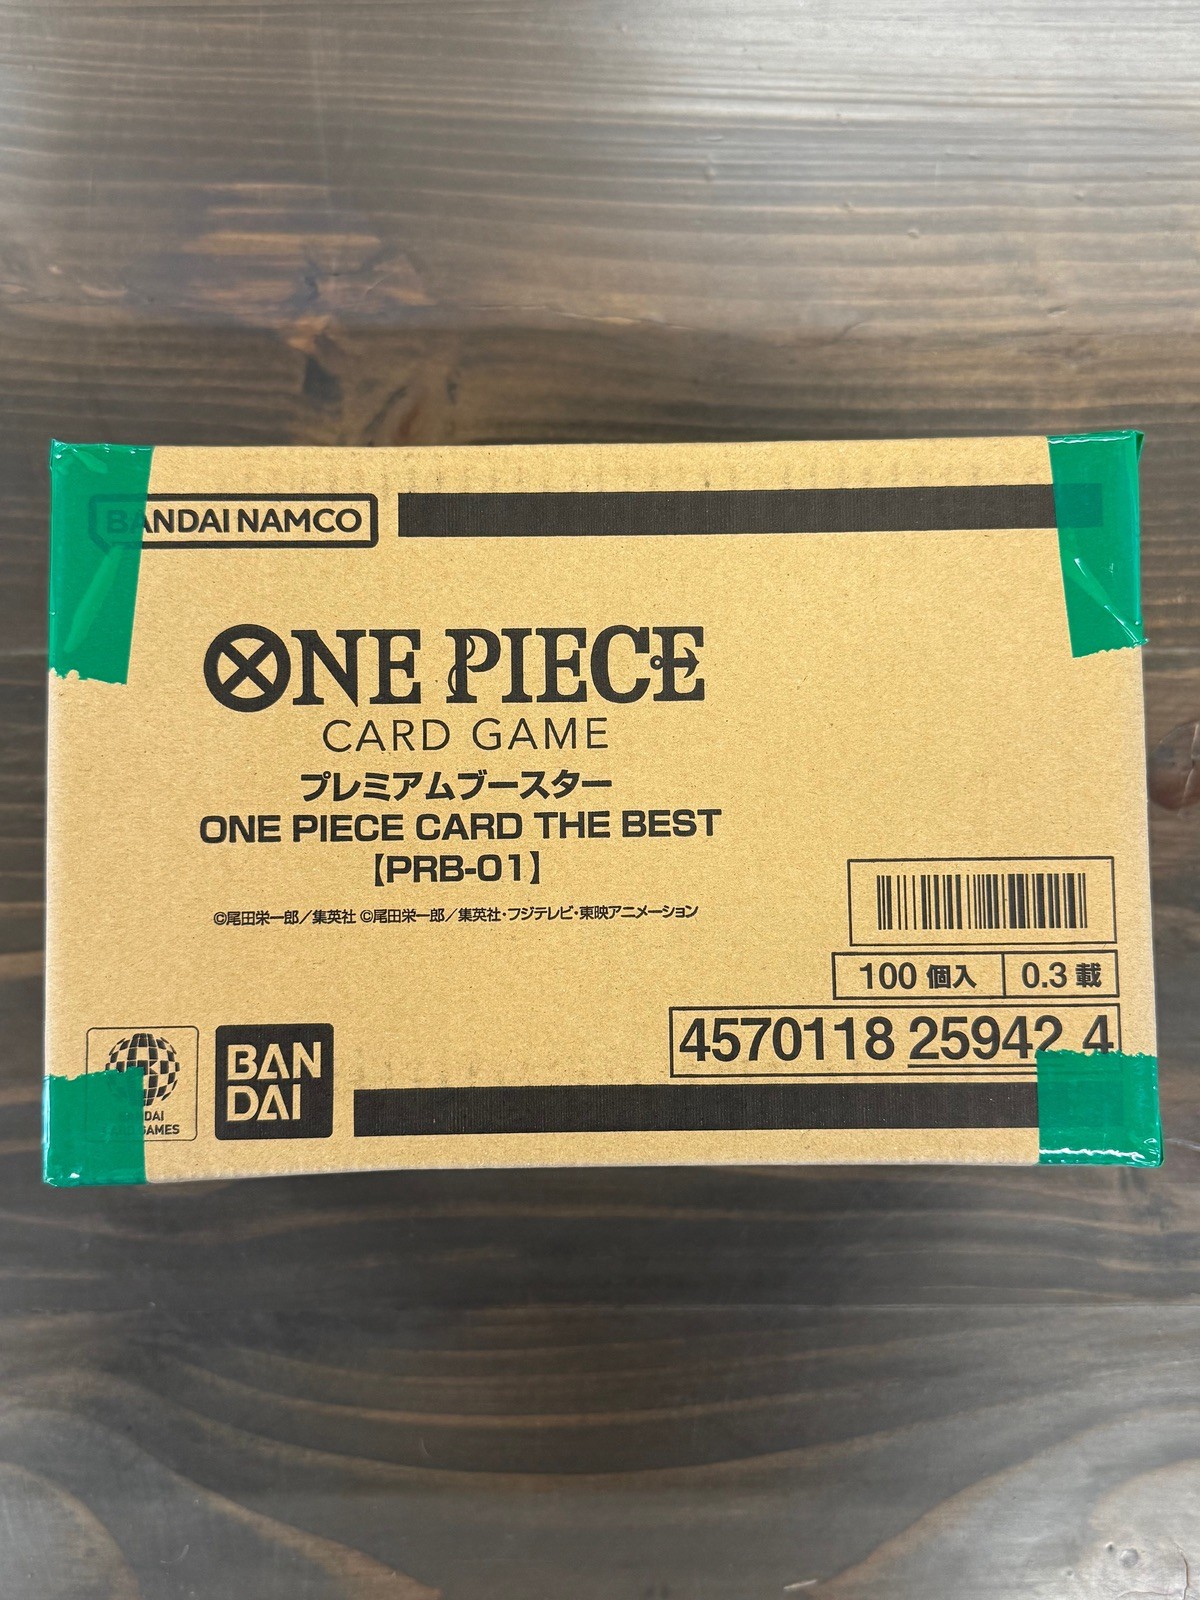 BANDAI NAMCO
ONE PIECE
CARD GAME
プレミアムブースター
ONE PIECE CARD THE BEST
【PRB-01】
©尾田栄一郎／集英社 ©尾田栄一郎／集英社・フジテレビ・東映アニメーション
100 個入 0.3 載
4570118 25942 4
BANDAI
GAMES
BAN
DAI